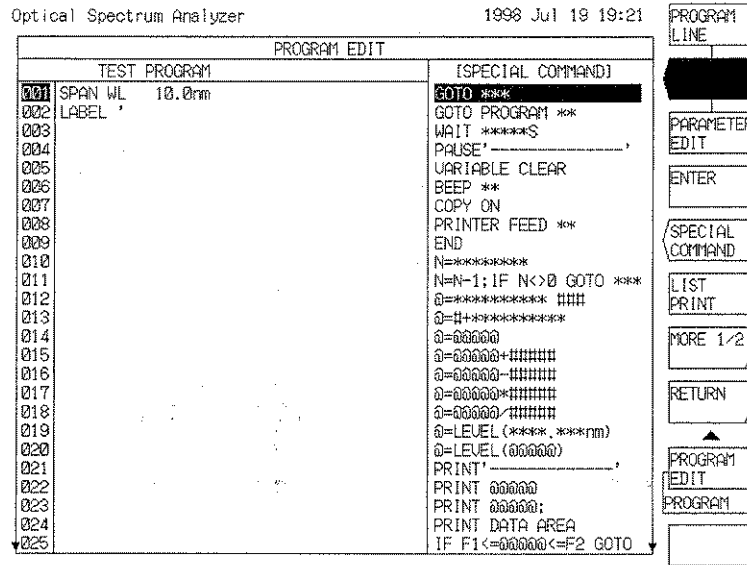 Optical Spectrum Analyzer 1998 Jul 19 19:21
PROGRAM EDIT
TEST PROGRAM
001 SPAN WL 10.0nm
002 LABEL '
003
004
005
006
007
008
009
010
011
012
013
014
015
016
017
018
019
020
021
022
023
024
025
[SPECIAL COMMAND]
GOTO ***
GOTO PROGRAM **
WAIT *****S
PAUSE'––––––––––––––––'
VARIABLE CLEAR
BEEP **
COPY ON
PRINTER FEED **
END
N=*********
N=N-1;IF N<>0 GOTO ***
@=*********** ###
@=#+***********
@=@@@@@
@=@@@@@+#####
@=@@@@@-#####
@=@@@@@*#####
@=@@@@@/#####
@=LEVEL(****.***nm)
@=LEVEL(@@@@@)
PRINT'––––––––––––––––'
PRINT @@@@@
PRINT @@@@@;
PRINT DATA AREA
IF F1<=@@@@@<=F2 GOTO
PROGRAM
LINE
PARAMETER
EDIT
ENTER
SPECIAL
COMMAND
LIST
PRINT
MORE 1/2
RETURN
PROGRAM
EDIT
PROGRAM